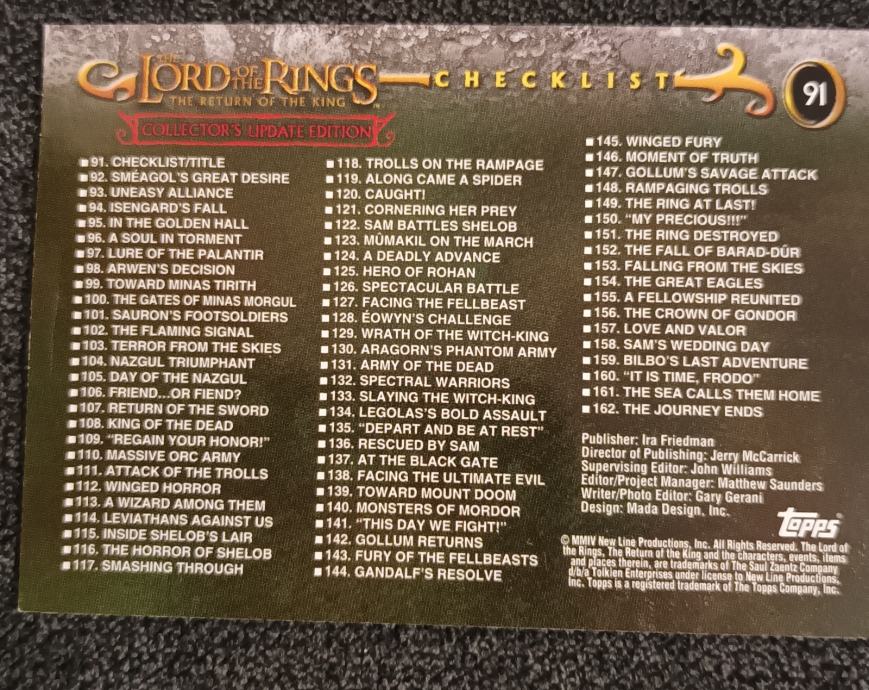 THE
LORD OF THE RINGS
THE RETURN OF THE KING™
CHECKLIST
91
COLLECTOR'S UPDATE EDITION
91. CHECKLIST/TITLE
92. SMÉAGOL'S GREAT DESIRE
93. UNEASY ALLIANCE
94. ISENGARD'S FALL
95. IN THE GOLDEN HALL
96. A SOUL IN TORMENT
97. LURE OF THE PALANTIR
98. ARWEN'S DECISION
99. TOWARD MINAS TIRITH
100. THE GATES OF MINAS MORGUL
101. SAURON'S FOOTSOLDIERS
102. THE FLAMING SIGNAL
103. TERROR FROM THE SKIES
104. NAZGUL TRIUMPHANT
105. DAY OF THE NAZGUL
106. FRIEND...OR FIEND?
107. RETURN OF THE SWORD
108. KING OF THE DEAD
109. "REGAIN YOUR HONOR!"
110. MASSIVE ORC ARMY
111. ATTACK OF THE TROLLS
112. WINGED HORROR
113. A WIZARD AMONG THEM
114. LEVIATHANS AGAINST US
115. INSIDE SHELOB'S LAIR
116. THE HORROR OF SHELOB
117. SMASHING THROUGH
118. TROLLS ON THE RAMPAGE
119. ALONG CAME A SPIDER
120. CAUGHT!
121. CORNERING HER PREY
122. SAM BATTLES SHELOB
123. MÛMAKIL ON THE MARCH
124. A DEADLY ADVANCE
125. HERO OF ROHAN
126. SPECTACULAR BATTLE
127. FACING THE FELLBEAST
128. ÉOWYN'S CHALLENGE
129. WRATH OF THE WITCH-KING
130. ARAGORN'S PHANTOM ARMY
131. ARMY OF THE DEAD
132. SPECTRAL WARRIORS
133. SLAYING THE WITCH-KING
134. LEGOLAS'S BOLD ASSAULT
135. "DEPART AND BE AT REST"
136. RESCUED BY SAM
137. AT THE BLACK GATE
138. FACING THE ULTIMATE EVIL
139. TOWARD MOUNT DOOM
140. MONSTERS OF MORDOR
141. "THIS DAY WE FIGHT!"
142. GOLLUM RETURNS
143. FURY OF THE FELLBEASTS
144. GANDALF'S RESOLVE
145. WINGED FURY
146. MOMENT OF TRUTH
147. GOLLUM'S SAVAGE ATTACK
148. RAMPAGING TROLLS
149. THE RING AT LAST!
150. "MY PRECIOUS!!!"
151. THE RING DESTROYED
152. THE FALL OF BARAD-DÛR
153. FALLING FROM THE SKIES
154. THE GREAT EAGLES
155. A FELLOWSHIP REUNITED
156. THE CROWN OF GONDOR
157. LOVE AND VALOR
158. SAM'S WEDDING DAY
159. BILBO'S LAST ADVENTURE
160. "IT IS TIME, FRODO"
161. THE SEA CALLS THEM HOME
162. THE JOURNEY ENDS
Publisher: Ira Friedman
Director of Publishing: Jerry McCarrick
Supervising Editor: John Williams
Editor/Project Manager: Matthew Saunders
Writer/Photo Editor: Gary Gerani
Design: Mada Design, Inc.
topps
© MMIV New Line Productions, Inc. All Rights Reserved. The Lord of
the Rings, The Return of the King and the characters, events, items
and places therein, are trademarks of The Saul Zaentz Company
d/b/a Tolkien Enterprises under license to New Line Productions,
Inc. Topps is a registered trademark of The Topps Company, Inc.